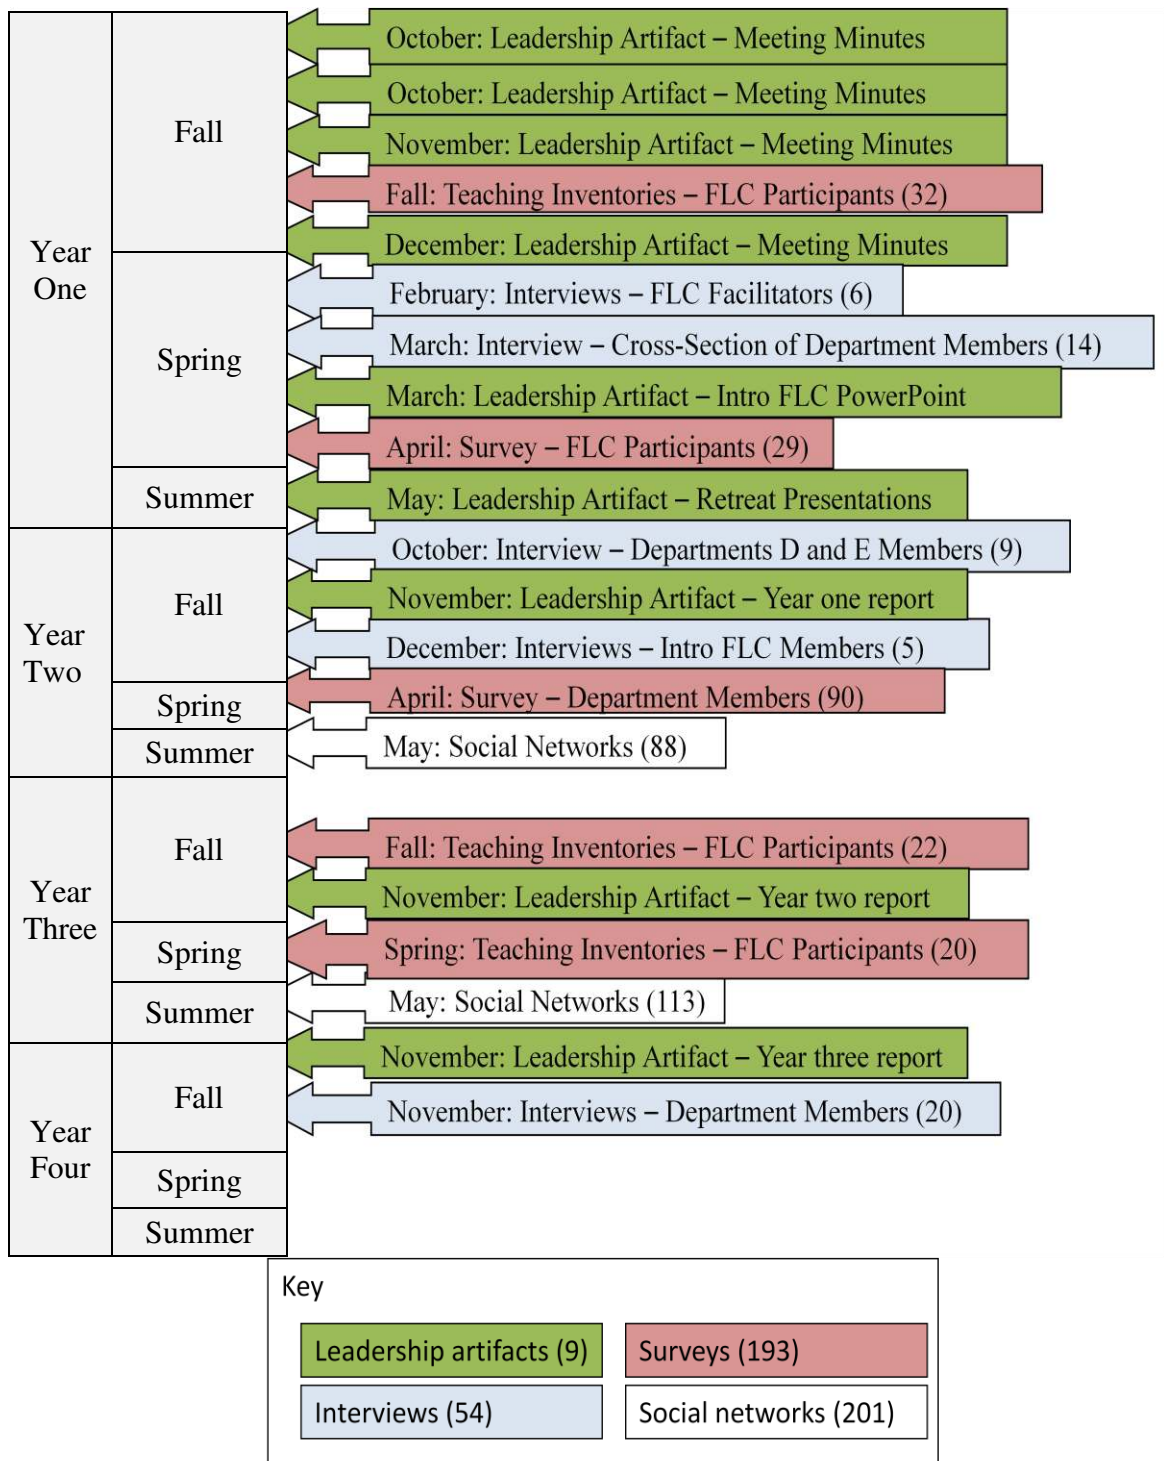 Year
One
Fall
October: Leadership Artifact – Meeting Minutes
October: Leadership Artifact – Meeting Minutes
November: Leadership Artifact – Meeting Minutes
Fall: Teaching Inventories – FLC Participants (32)
December: Leadership Artifact – Meeting Minutes
Spring
February: Interviews – FLC Facilitators (6)
March: Interview – Cross-Section of Department Members (14)
March: Leadership Artifact – Intro FLC PowerPoint
April: Survey – FLC Participants (29)
Summer
May: Leadership Artifact – Retreat Presentations
Year
Two
Fall
October: Interview – Departments D and E Members (9)
November: Leadership Artifact – Year one report
December: Interviews – Intro FLC Members (5)
Spring
April: Survey – Department Members (90)
Summer
May: Social Networks (88)
Year
Three
Fall
Fall: Teaching Inventories – FLC Participants (22)
November: Leadership Artifact – Year two report
Spring
Spring: Teaching Inventories – FLC Participants (20)
Summer
May: Social Networks (113)
Year
Four
Fall
November: Leadership Artifact – Year three report
November: Interviews – Department Members (20)
Spring
Summer
Key
Leadership artifacts (9)
Surveys (193)
Interviews (54)
Social networks (201)